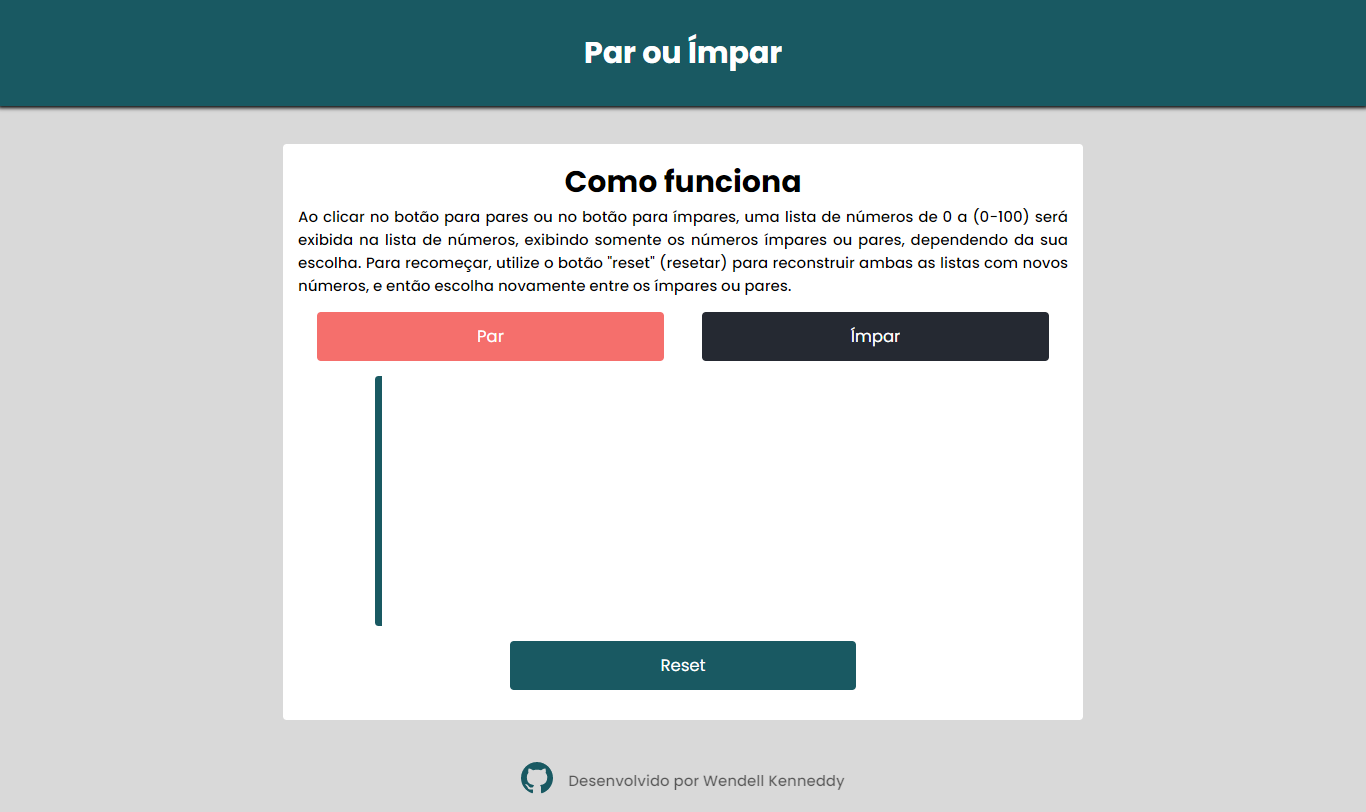 Par ou Ímpar
Como funciona
Ao clicar no botão para pares ou no botão para ímpares, uma lista de números de 0 a (0-100) será
exibida na lista de números, exibindo somente os números ímpares ou pares, dependendo da sua
escolha. Para recomeçar, utilize o botão "reset" (resetar) para reconstruir ambas as listas com novos
números, e então escolha novamente entre os ímpares ou pares.
Par
Ímpar
Reset
Desenvolvido por Wendell Kenneddy